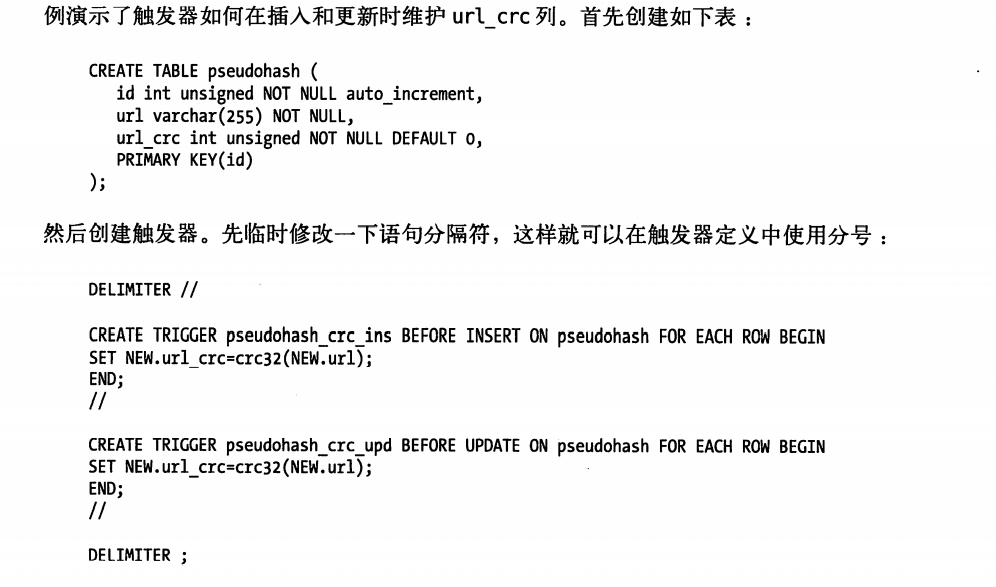 例演示了触发器如何在插入和更新时维护 url_crc 列。首先创建如下表：
CREATE TABLE pseudohash (
id int unsigned NOT NULL auto_increment,
url varchar(255) NOT NULL,
url_crc int unsigned NOT NULL DEFAULT 0,
PRIMARY KEY(id)
);
然后创建触发器。先临时修改一下语句分隔符，这样就可以在触发器定义中使用分号：
DELIMITER //
CREATE TRIGGER pseudohash_crc_ins BEFORE INSERT ON pseudohash FOR EACH ROW BEGIN
SET NEW.url_crc=crc32(NEW.url);
END;
//
CREATE TRIGGER pseudohash_crc_upd BEFORE UPDATE ON pseudohash FOR EACH ROW BEGIN
SET NEW.url_crc=crc32(NEW.url);
END;
//
DELIMITER ;